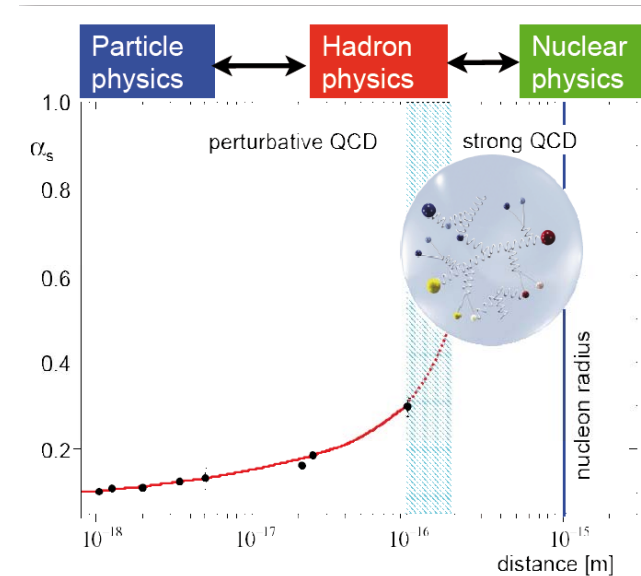 Particle physics
Hadron physics
Nuclear physics
1.0
αs
perturbative QCD
strong QCD
0.8
0.6
0.4
0.2
nucleon radius
10⁻¹⁸
10⁻¹⁷
10⁻¹⁶
10⁻¹⁵
distance [m]